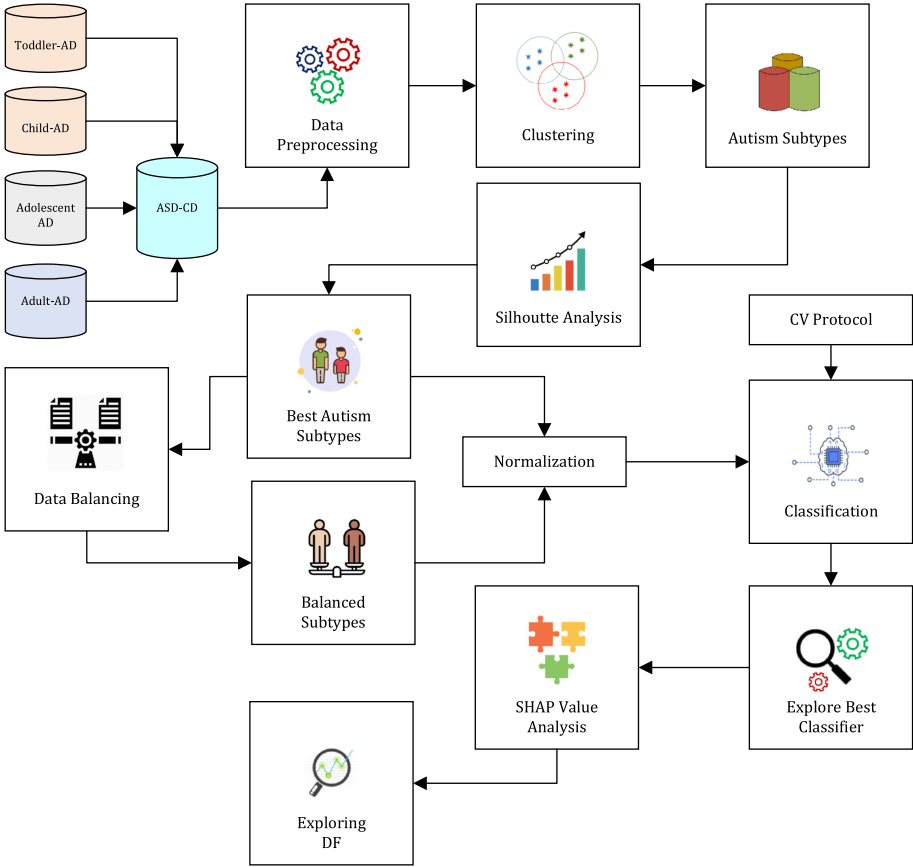 Toddler-AD
Child-AD
Adolescent
AD
Adult-AD
ASD-CD
Data
Preprocessing
Clustering
Autism Subtypes
Silhoutte Analysis
Best Autism
Subtypes
Data Balancing
Balanced
Subtypes
Normalization
CV Protocol
Classification
Explore Best
Classifier
SHAP Value
Analysis
Exploring
DF